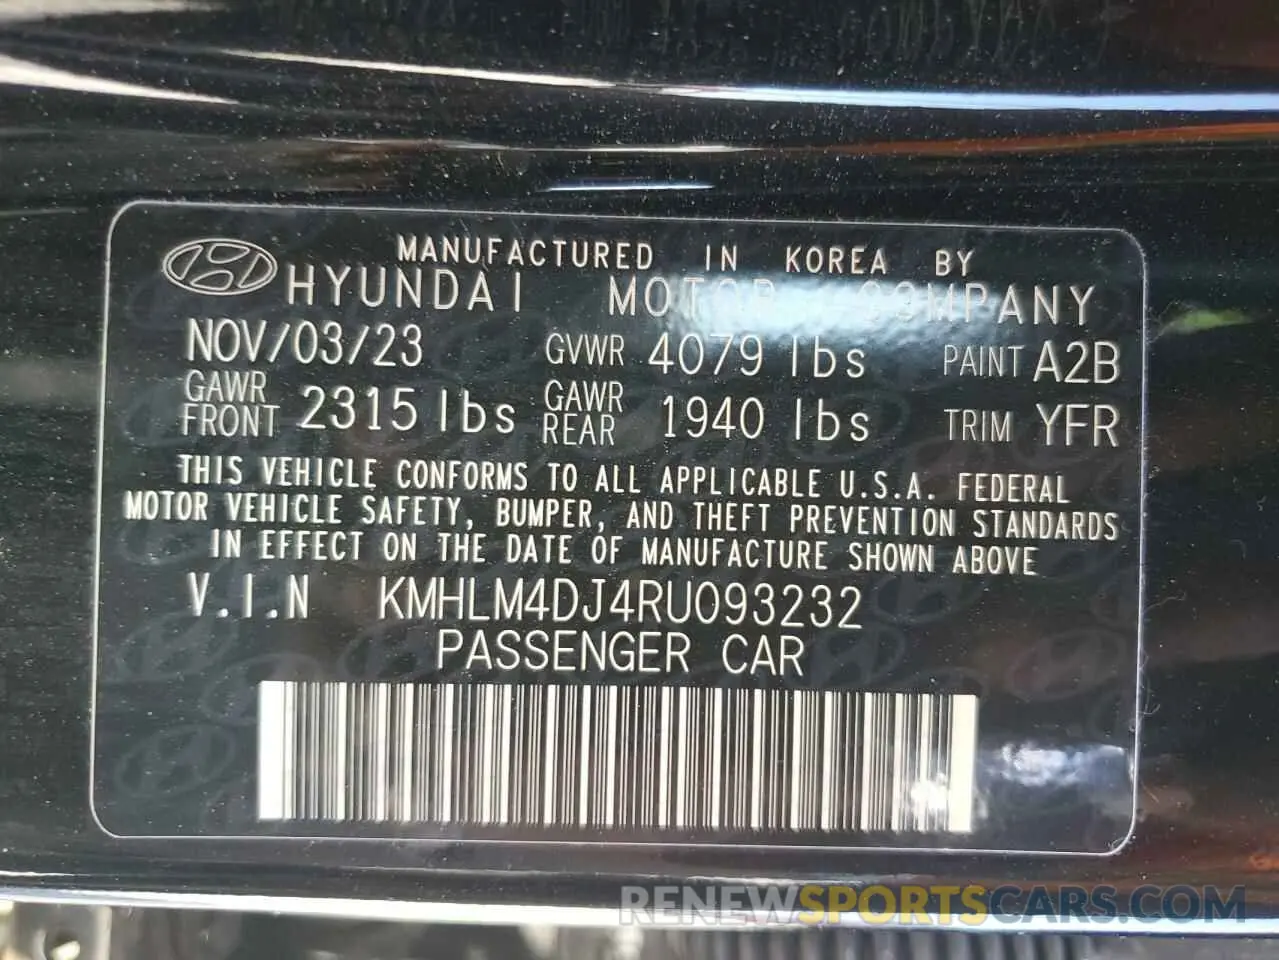 MANUFACTURED IN KOREA BY
HYUNDAI MOTOR COMPANY
NOV/03/23 GVWR 4079 lbs PAINT A2B
GAWR FRONT 2315 lbs GAWR REAR 1940 lbs TRIM YFR
THIS VEHICLE CONFORMS TO ALL APPLICABLE U.S.A. FEDERAL
MOTOR VEHICLE SAFETY, BUMPER, AND THEFT PREVENTION STANDARDS
IN EFFECT ON THE DATE OF MANUFACTURE SHOWN ABOVE
V.I.N KMHLM4DJ4RU093232
PASSENGER CAR
RENEWSPORTSCARS.COM